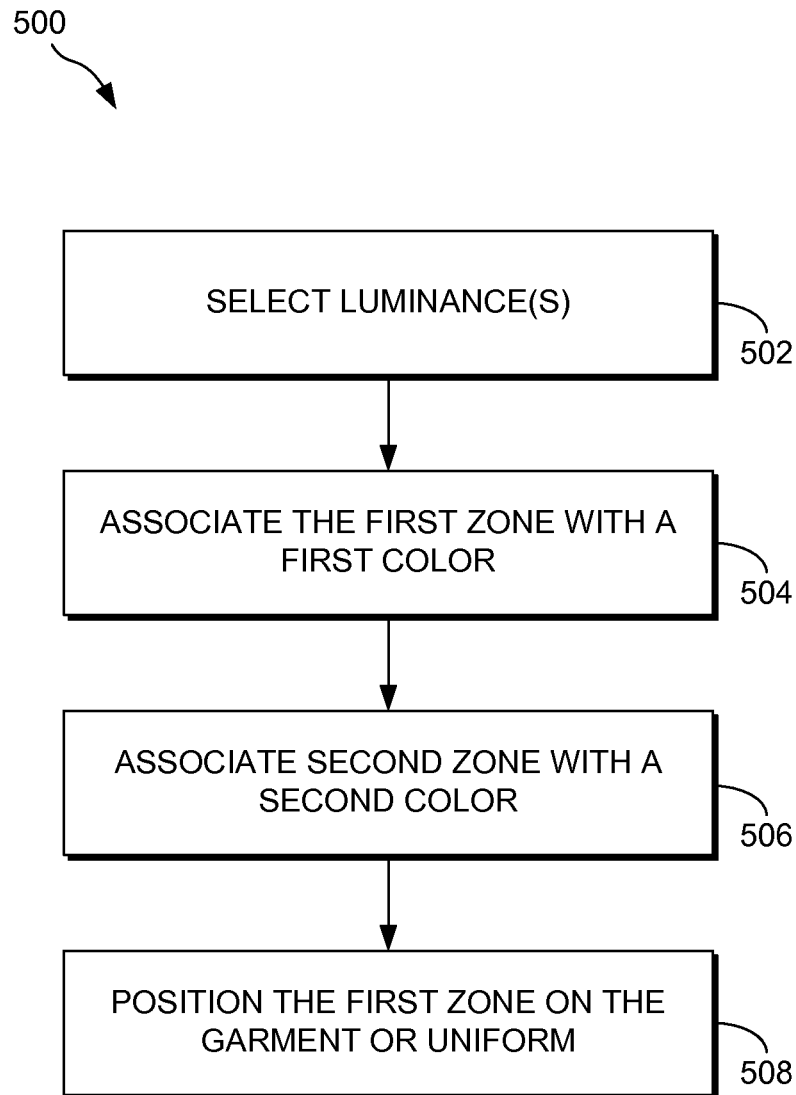 500
SELECT LUMINANCE(S)
502
ASSOCIATE THE FIRST ZONE WITH A
FIRST COLOR
504
ASSOCIATE SECOND ZONE WITH A
SECOND COLOR
506
POSITION THE FIRST ZONE ON THE
GARMENT OR UNIFORM
508